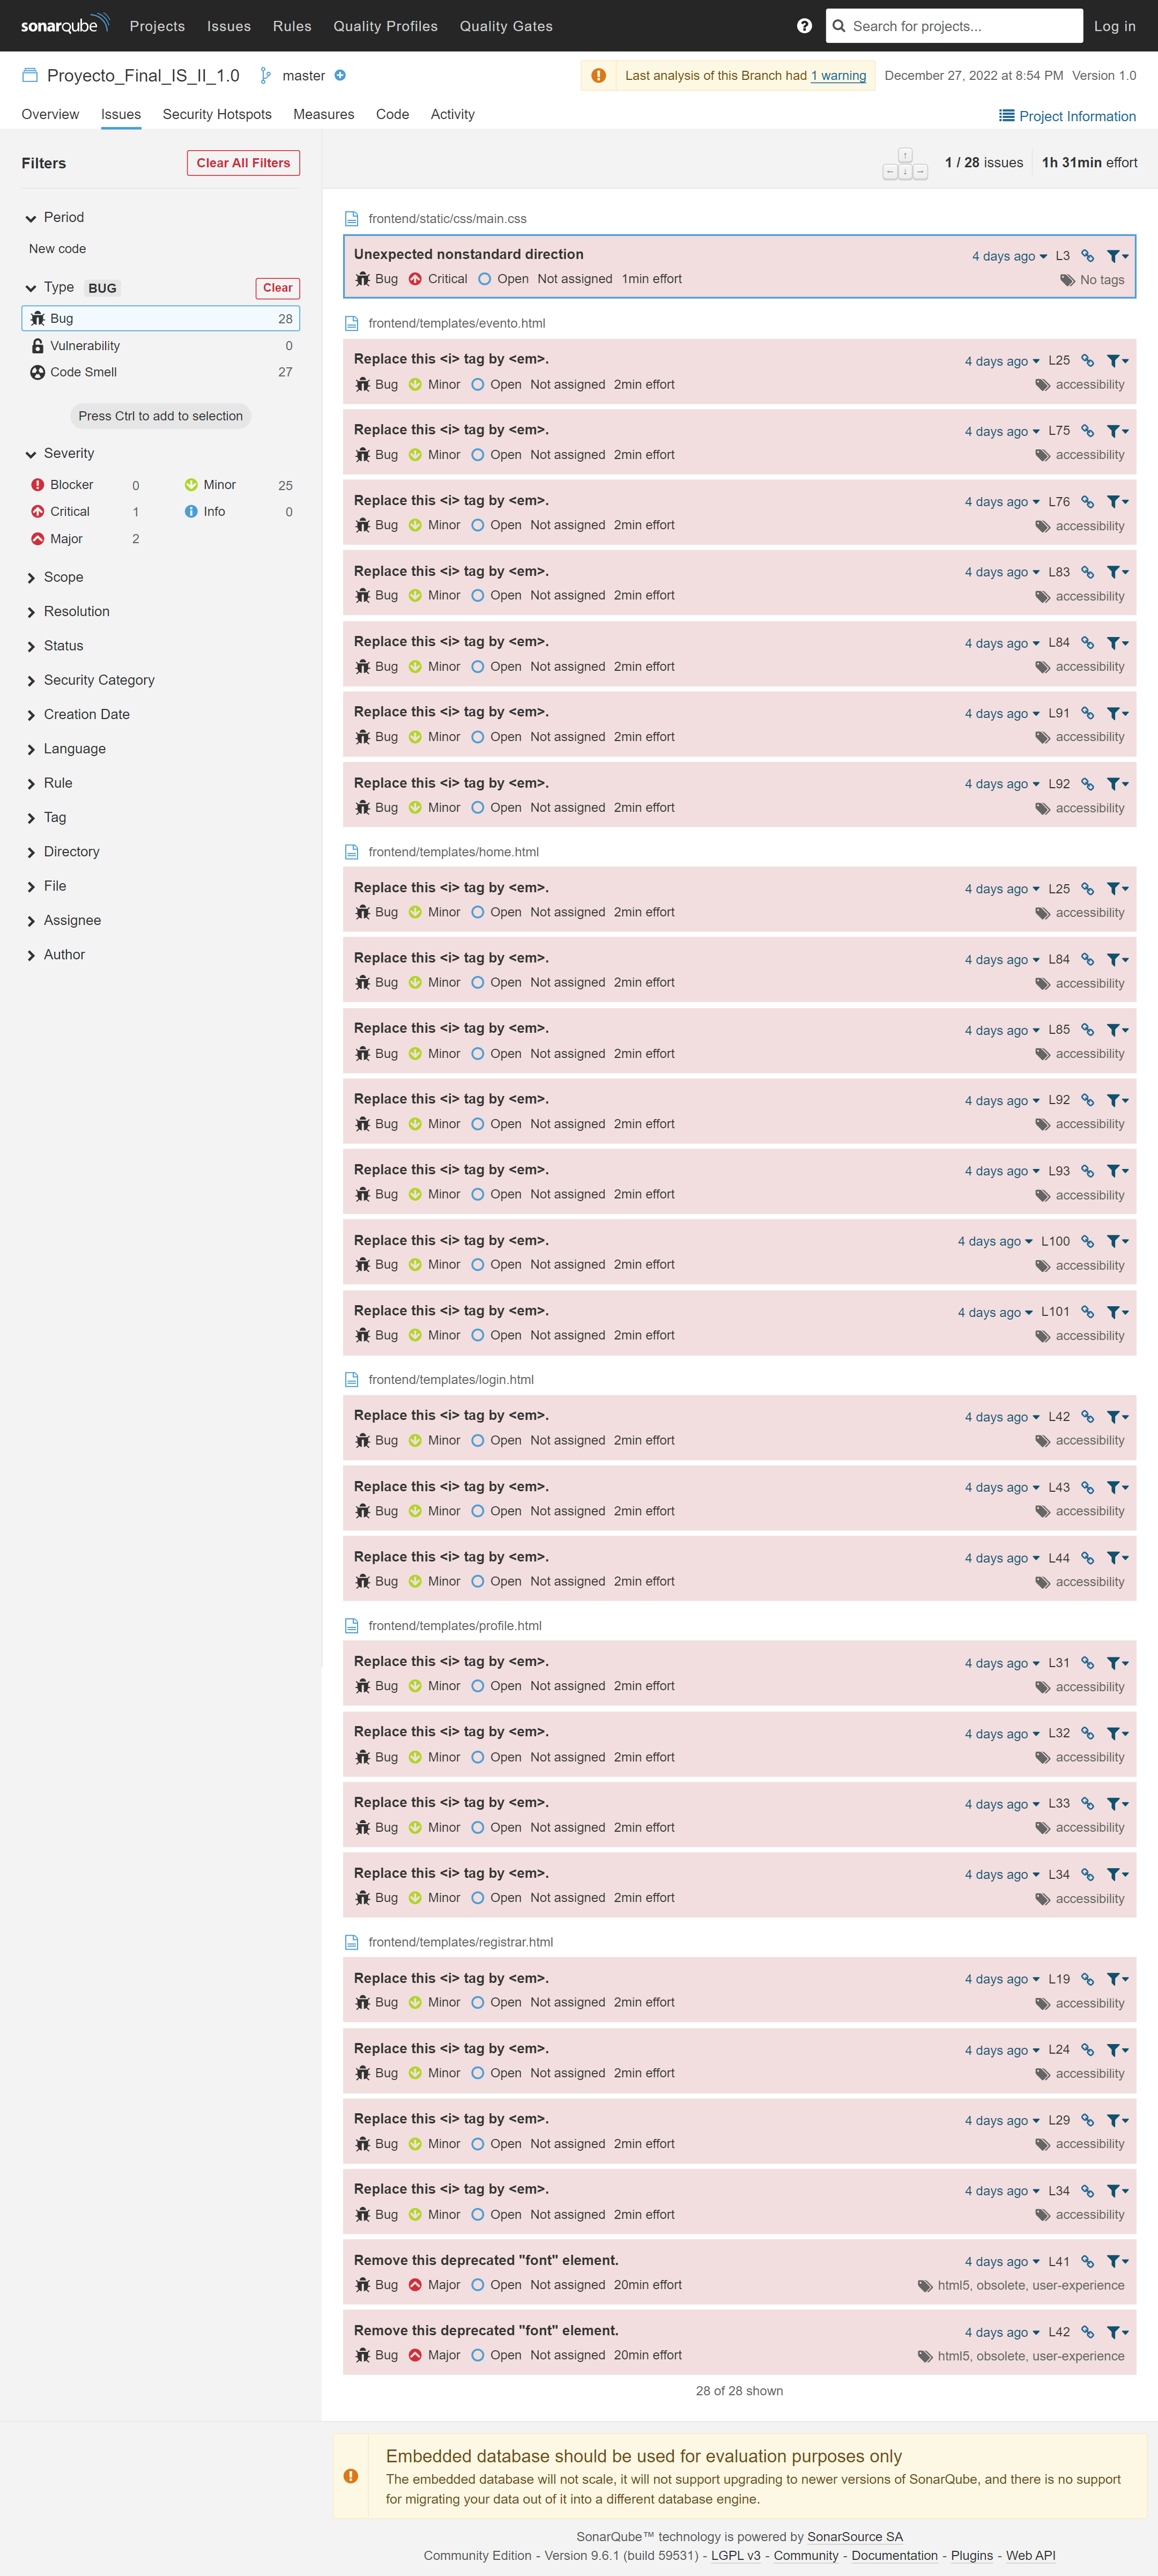 sonarqube Projects Issues Rules Quality Profiles Quality Gates ? Search for projects... Log in
Proyecto_Final_IS_II_1.0 master Last analysis of this Branch had 1 warning December 27, 2022 at 8:54 PM Version 1.0
Overview Issues Security Hotspots Measures Code Activity Project Information
Filters Clear All Filters
↑ ← ↓ → 1 / 28 issues 1h 31min effort
Period
New code
Type BUG Clear
Bug 28
Vulnerability 0
Code Smell 27
Press Ctrl to add to selection
Severity
Blocker 0 Minor 25
Critical 1 Info 0
Major 2
Scope
Resolution
Status
Security Category
Creation Date
Language
Rule
Tag
Directory
File
Assignee
Author
frontend/static/css/main.css
Unexpected nonstandard direction 4 days ago L3
Bug Critical Open Not assigned 1min effort No tags
frontend/templates/evento.html
Replace this <i> tag by <em>. 4 days ago L25
Bug Minor Open Not assigned 2min effort accessibility
Replace this <i> tag by <em>. 4 days ago L75
Bug Minor Open Not assigned 2min effort accessibility
Replace this <i> tag by <em>. 4 days ago L76
Bug Minor Open Not assigned 2min effort accessibility
Replace this <i> tag by <em>. 4 days ago L83
Bug Minor Open Not assigned 2min effort accessibility
Replace this <i> tag by <em>. 4 days ago L84
Bug Minor Open Not assigned 2min effort accessibility
Replace this <i> tag by <em>. 4 days ago L91
Bug Minor Open Not assigned 2min effort accessibility
Replace this <i> tag by <em>. 4 days ago L92
Bug Minor Open Not assigned 2min effort accessibility
frontend/templates/home.html
Replace this <i> tag by <em>. 4 days ago L25
Bug Minor Open Not assigned 2min effort accessibility
Replace this <i> tag by <em>. 4 days ago L84
Bug Minor Open Not assigned 2min effort accessibility
Replace this <i> tag by <em>. 4 days ago L85
Bug Minor Open Not assigned 2min effort accessibility
Replace this <i> tag by <em>. 4 days ago L92
Bug Minor Open Not assigned 2min effort accessibility
Replace this <i> tag by <em>. 4 days ago L93
Bug Minor Open Not assigned 2min effort accessibility
Replace this <i> tag by <em>. 4 days ago L100
Bug Minor Open Not assigned 2min effort accessibility
Replace this <i> tag by <em>. 4 days ago L101
Bug Minor Open Not assigned 2min effort accessibility
frontend/templates/login.html
Replace this <i> tag by <em>. 4 days ago L42
Bug Minor Open Not assigned 2min effort accessibility
Replace this <i> tag by <em>. 4 days ago L43
Bug Minor Open Not assigned 2min effort accessibility
Replace this <i> tag by <em>. 4 days ago L44
Bug Minor Open Not assigned 2min effort accessibility
frontend/templates/profile.html
Replace this <i> tag by <em>. 4 days ago L31
Bug Minor Open Not assigned 2min effort accessibility
Replace this <i> tag by <em>. 4 days ago L32
Bug Minor Open Not assigned 2min effort accessibility
Replace this <i> tag by <em>. 4 days ago L33
Bug Minor Open Not assigned 2min effort accessibility
Replace this <i> tag by <em>. 4 days ago L34
Bug Minor Open Not assigned 2min effort accessibility
frontend/templates/registrar.html
Replace this <i> tag by <em>. 4 days ago L19
Bug Minor Open Not assigned 2min effort accessibility
Replace this <i> tag by <em>. 4 days ago L24
Bug Minor Open Not assigned 2min effort accessibility
Replace this <i> tag by <em>. 4 days ago L29
Bug Minor Open Not assigned 2min effort accessibility
Replace this <i> tag by <em>. 4 days ago L34
Bug Minor Open Not assigned 2min effort accessibility
Remove this deprecated "font" element. 4 days ago L41
Bug Major Open Not assigned 20min effort html5, obsolete, user-experience
Remove this deprecated "font" element. 4 days ago L42
Bug Major Open Not assigned 20min effort html5, obsolete, user-experience
28 of 28 shown
Embedded database should be used for evaluation purposes only
The embedded database will not scale, it will not support upgrading to newer versions of SonarQube, and there is no support
for migrating your data out of it into a different database engine.
SonarQube™ technology is powered by SonarSource SA
Community Edition - Version 9.6.1 (build 59531) - LGPL v3 - Community - Documentation - Plugins - Web API